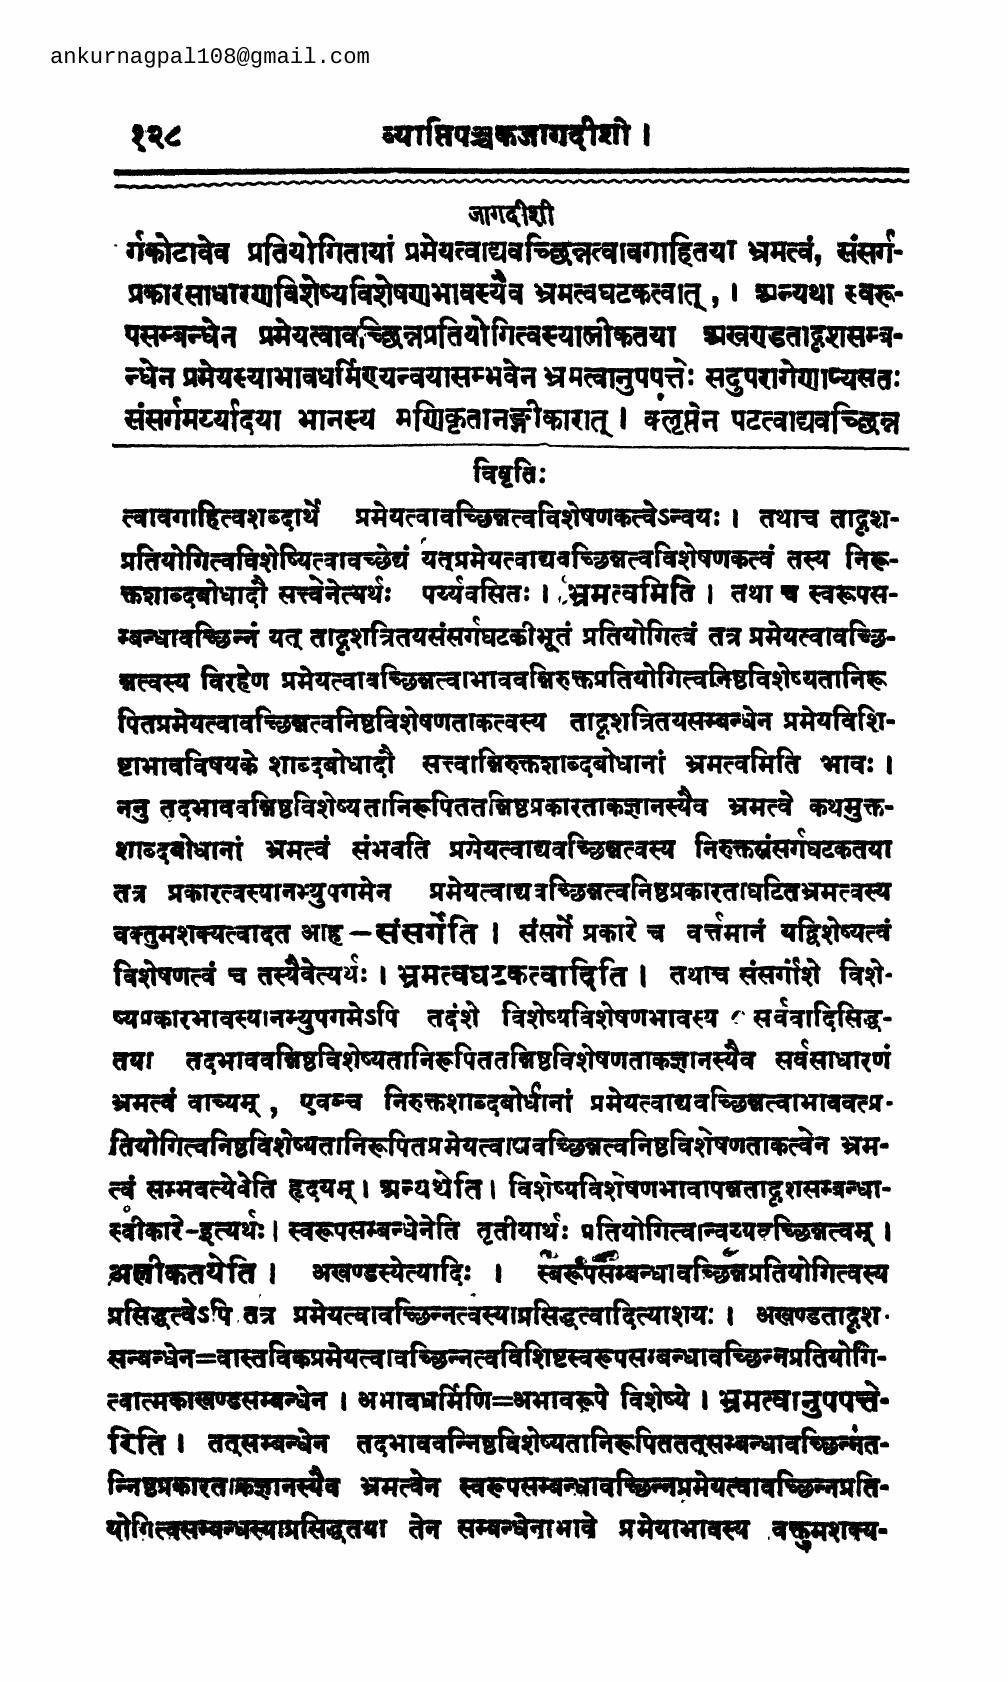 ankurnagpal108@gmail.com
१२८ व्याप्तिपञ्चकजागदीशी ।
जागदीशी
र्गकोटावेव प्रतियोगितायां प्रमेयत्वाद्यवच्छिन्नत्वावगाहितया भ्रमत्वं, संसर्ग-
प्रकारसाधारणविशेष्यविशेषणभावस्यैव भ्रमत्वघटकत्वात् , । अन्यथा स्वरू-
पसम्बन्धेन प्रमेयत्वावच्छिन्नप्रतियोगित्वस्यालीकतया अखण्डतादृशसम्ब-
न्धेन प्रमेयस्याभावधर्मिण्यन्वयासम्भवेन भ्रमत्वानुपपत्तेः सदुपरागेणाप्यसतः
संसर्गमर्य्यादया भानस्य मणिकृतानङ्गीकारात् । क्लृप्तेन पटत्वाद्यवच्छिन्न
विवृतिः
त्वावगाहित्वशब्दार्थे प्रमेयत्वावच्छिन्नत्वविशेषणकत्वेऽन्वयः । तथाच तादृश-
प्रतियोगित्वविशेष्यित्वावच्छेद्यं यत्प्रमेयत्वाद्यवच्छिन्नत्वविशेषणकत्वं तस्य निरू-
क्तशाब्दबोधादौ सत्त्वेनेत्यर्थः पर्य्यवसितः । भ्रमत्वमिति । तथा च स्वरूपस-
म्बन्धावच्छिन्नं यत् तादृशत्रितयसंसर्गघटकीभूतं प्रतियोगित्वं तत्र प्रमेयत्वावच्छि-
न्नत्वस्य विरहेण प्रमेयत्वावच्छिन्नत्वाभाववन्निरुक्तप्रतियोगित्वनिष्ठविशेष्यतानिरू
पितप्रमेयत्वावच्छिन्नत्वनिष्ठविशेषणताकत्वस्य तादृशत्रितयसम्बन्धेन प्रमेयविशि-
ष्टाभावविषयके शाब्दबोधादौ सत्त्वान्निरुक्तशाब्दबोधानां भ्रमत्वमिति भावः ।
ननु तदभाववन्निष्ठविशेष्यतानिरूपिततन्निष्ठप्रकारताकज्ञानस्यैव भ्रमत्वे कथमुक्त-
शाब्दबोधानां भ्रमत्वं संभवति प्रमेयत्वाद्यवच्छिन्नत्वस्य निरुक्तसंसर्गघटकतया
तत्र प्रकारत्वस्यानभ्युपगमेन प्रमेयत्वाद्यवच्छिन्नत्वनिष्ठप्रकारताघटितभ्रमत्वस्य
वक्तुमशक्यत्वादत आह – संसर्गेति । संसर्गे प्रकारे च वर्त्तमानं यद्विशेष्यत्वं
विशेषणत्वं च तस्यैवेत्यर्थः । भ्रमत्वघटकत्वादिति । तथाच संसर्गांशे विशे-
ष्यप्रकारभावस्यानभ्युपगमेऽपि तदंशे विशेष्यविशेषणभावस्य सर्ववादिसिद्ध-
तया तदभाववन्निष्ठविशेष्यतानिरूपिततन्निष्ठविशेषणताकज्ञानस्यैव सर्वसाधारणं
भ्रमत्वं वाच्यम् , एवञ्च निरुक्तशाब्दबोधानां प्रमेयत्वाद्यवच्छिन्नत्वाभाववत्प्र-
तियोगित्वनिष्ठविशेष्यतानिरूपितप्रमेयत्वाद्यवच्छिन्नत्वनिष्ठविशेषणताकत्वेन भ्रम-
त्वं सम्भवत्येवेति हृदयम् । अन्यथेति । विशेष्यविशेषणभावापन्नतादृशसम्बन्धा-
स्वीकारे-इत्यर्थः । स्वरूपसम्बन्धेनेति तृतीयार्थः प्रतियोगित्वान्वय्यवच्छिन्नत्वम् ।
अलीकतयेति । अखण्डस्येत्यादिः । स्वरूपसम्बन्धावच्छिन्नप्रतियोगित्वस्य
प्रसिद्धत्वेऽपि तत्र प्रमेयत्वावच्छिन्नत्वस्याप्रसिद्धत्वादित्याशयः । अखण्डतादृश-
सन्बन्धेन=वास्तविकप्रमेयत्वावच्छिन्नत्वविशिष्टस्वरूपसम्बन्धावच्छिन्नप्रतियोगि-
त्वात्मकाखण्डसम्बन्धेन । अभावधर्मिणि=अभावरूपे विशेष्ये । भ्रमत्वानुपपत्ते-
रिति । तत्सम्बन्धेन तदभाववन्निष्ठविशेष्यतानिरूपिततत्सम्बन्धावच्छिन्नत-
न्निष्ठप्रकारताकज्ञानस्यैव भ्रमत्वेन स्वरूपसम्बन्धावच्छिन्नप्रमेयत्वावच्छिन्नप्रति-
योगित्वसम्बन्धस्याप्रसिद्धतया तेन सम्बन्धेनाभावे प्रमेयाभावस्य वक्तुमशक्य-